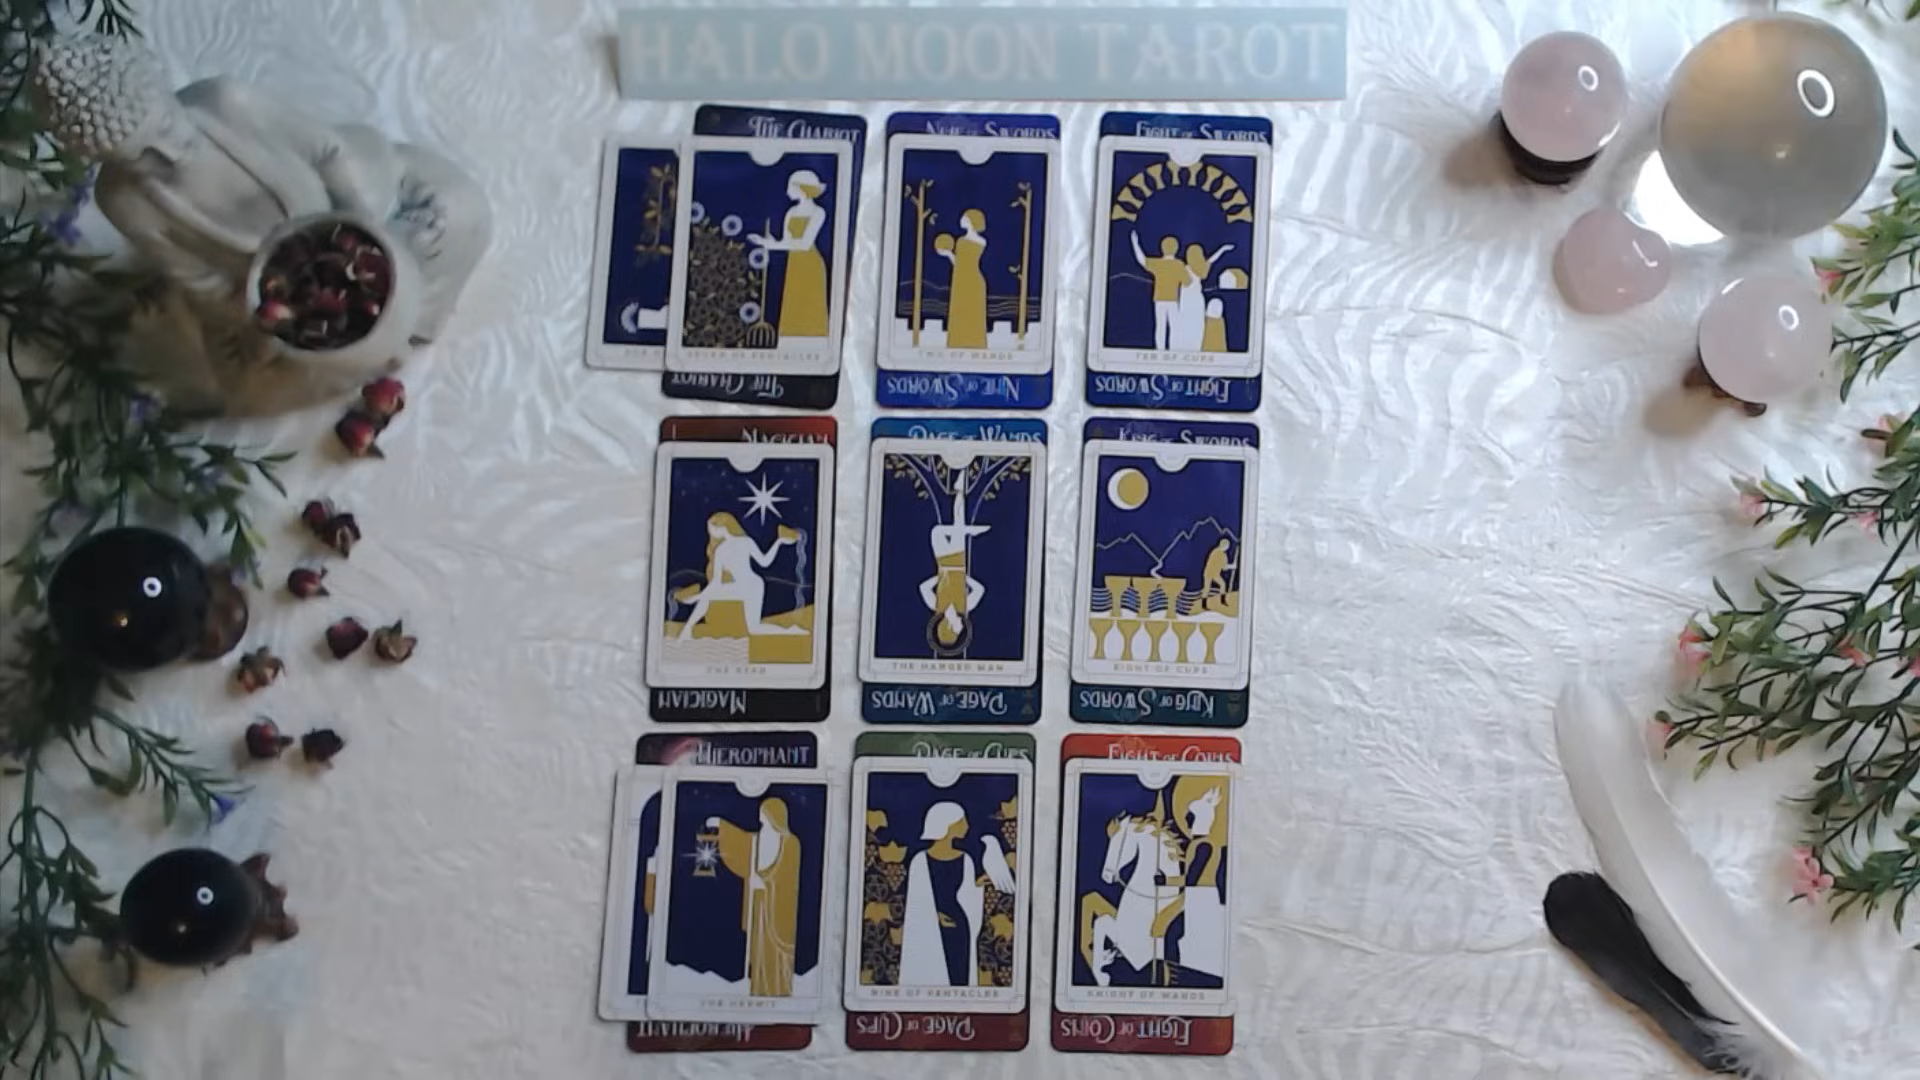 HALO MOON TAROT
THE CHARIOT
NINE OF SWORDS
EIGHT OF SWORDS
SEVEN OF PENTACLES
TWO OF WANDS
TEN OF CUPS
THE CHARIOT
NINE OF SWORDS
EIGHT OF SWORDS
MAGICIAN
PAGE OF WANDS
KING OF SWORDS
THE STAR
THE HANGED MAN
EIGHT OF CUPS
MAGICIAN
PAGE OF WANDS
KING OF SWORDS
HIEROPHANT
PAGE OF CUPS
EIGHT OF COINS
THE HERMIT
NINE OF PENTACLES
KNIGHT OF WANDS
HIEROPHANT
PAGE OF CUPS
EIGHT OF COINS